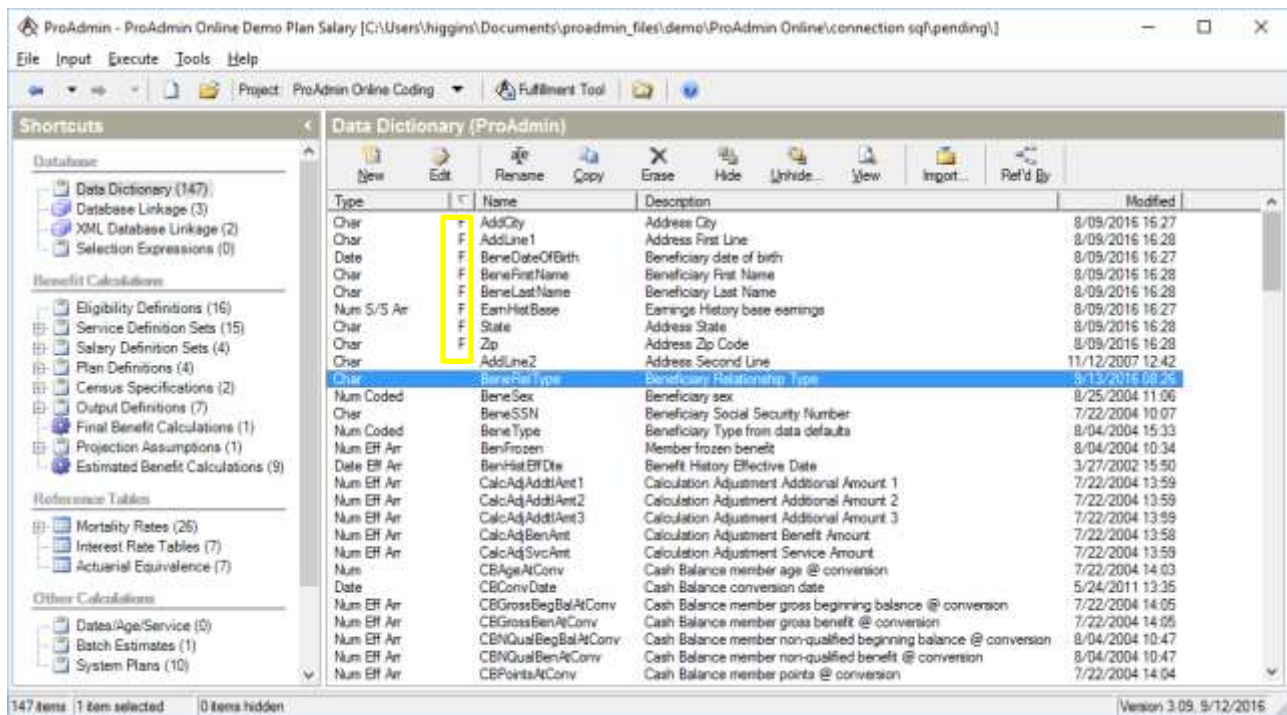 ProAdmin - ProAdmin Online Demo Plan Salary [C:\Users\higgins\Documents\proadmin_files\demo\ProAdmin Online\connection sql\pending\]
File Input Execute Tools Help
Project: ProAdmin Online Coding Fulfillment Tool
Shortcuts
Database
Data Dictionary (147)
Database Linkage (3)
XML Database Linkage (2)
Selection Expressions (0)
Benefit Calculations
Eligibility Definitions (16)
Service Definition Sets (15)
Salary Definition Sets (4)
Plan Definitions (4)
Census Specifications (2)
Output Definitions (7)
Final Benefit Calculations (1)
Projection Assumptions (1)
Estimated Benefit Calculations (9)
Reference Tables
Mortality Rates (26)
Interest Rate Tables (7)
Actuarial Equivalence (7)
Other Calculations
Dates/Age/Service (0)
Batch Estimates (1)
System Plans (10)
Data Dictionary (ProAdmin)
New Edit Rename Copy Erase Hide Unhide... View Import... Ref'd By
Type Name Description Modified
Char F AddCity Address City 8/09/2016 16:27
Char F AddLine1 Address First Line 8/09/2016 16:28
Date F BeneDateOfBirth Beneficiary date of birth 8/09/2016 16:27
Char F BeneFirstName Beneficiary First Name 8/09/2016 16:28
Char F BeneLastName Beneficiary Last Name 8/09/2016 16:28
Num S/S Arr F EarnHistBase Earnings History base earnings 8/09/2016 16:27
Char F State Address State 8/09/2016 16:28
Char F Zip Address Zip Code 8/09/2016 16:28
Char AddLine2 Address Second Line 11/12/2007 12:42
Char BeneRelType Beneficiary Relationship Type 9/13/2016 08:26
Num Coded BeneSex Beneficiary sex 8/25/2004 11:06
Char BeneSSN Beneficiary Social Security Number 7/22/2004 10:07
Num Coded BeneType Beneficiary Type from data defaults 8/04/2004 15:33
Num Eff Arr BenFrozen Member frozen benefit 8/04/2004 10:34
Date Eff Arr BenHistEffDte Benefit History Effective Date 3/27/2002 15:50
Num Eff Arr CalcAdjAddtlAmt1 Calculation Adjustment Additional Amount 1 7/22/2004 13:59
Num Eff Arr CalcAdjAddtlAmt2 Calculation Adjustment Additional Amount 2 7/22/2004 13:59
Num Eff Arr CalcAdjAddtlAmt3 Calculation Adjustment Additional Amount 3 7/22/2004 13:59
Num Eff Arr CalcAdjBenAmt Calculation Adjustment Benefit Amount 7/22/2004 13:58
Num Eff Arr CalcAdjSvcAmt Calculation Adjustment Service Amount 7/22/2004 13:59
Num CBAgeAtConv Cash Balance member age @ conversion 7/22/2004 14:03
Date CBConvDate Cash Balance conversion date 5/24/2011 13:35
Num Eff Arr CBGrossBegBalAtConv Cash Balance member gross beginning balance @ conversion 7/22/2004 14:05
Num Eff Arr CBGrossBenAtConv Cash Balance member gross benefit @ conversion 7/22/2004 14:05
Num Eff Arr CBNQualBegBalAtConv Cash Balance member non-qualified beginning balance @ conversion 8/04/2004 10:47
Num Eff Arr CBNQualBenAtConv Cash Balance member non-qualified benefit @ conversion 8/04/2004 10:47
Num Eff Arr CBPointsAtConv Cash Balance member points @ conversion 7/22/2004 14:04
147 items 1 item selected 0 items hidden Version 3.09, 9/12/2016